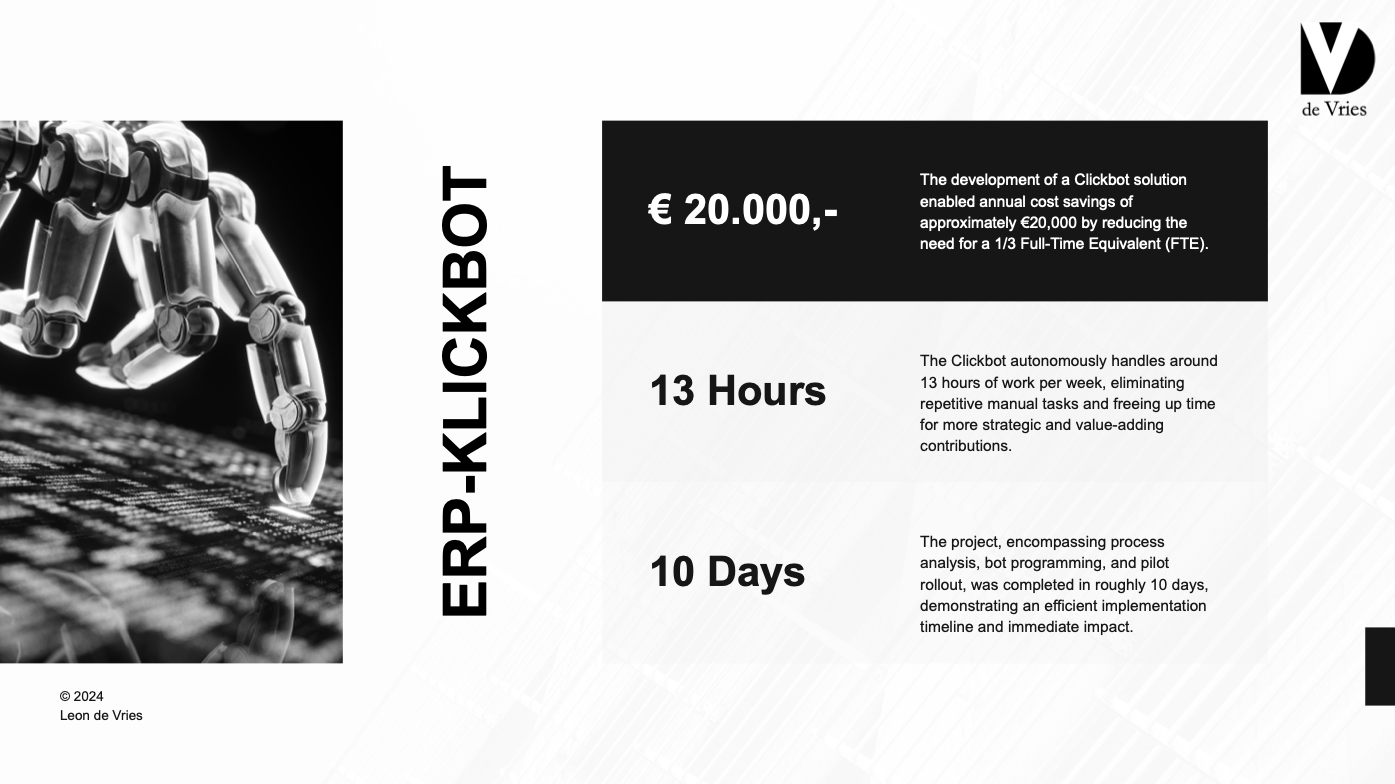 de Vries
ERP-KLICKBOT
€ 20.000,-
The development of a Clickbot solution
enabled annual cost savings of
approximately €20,000 by reducing the
need for a 1/3 Full-Time Equivalent (FTE).
13 Hours
The Clickbot autonomously handles around
13 hours of work per week, eliminating
repetitive manual tasks and freeing up time
for more strategic and value-adding
contributions.
10 Days
The project, encompassing process
analysis, bot programming, and pilot
rollout, was completed in roughly 10 days,
demonstrating an efficient implementation
timeline and immediate impact.
© 2024
Leon de Vries